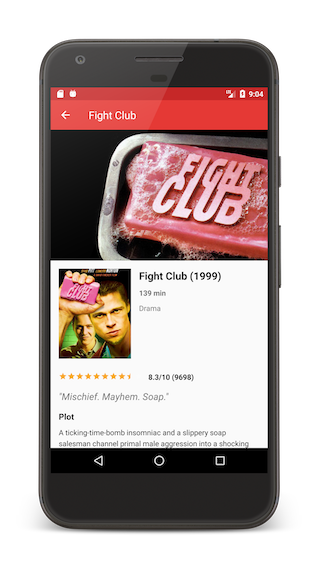 9:04
Fight Club
FIGHT
CLUB
FIGHT
CLUB
Fight Club (1999)
139 min
Drama
8.3/10 (9698)
"Mischief. Mayhem. Soap."
Plot
A ticking-time-bomb insomniac and a slippery soap
salesman channel primal male aggression into a shocking